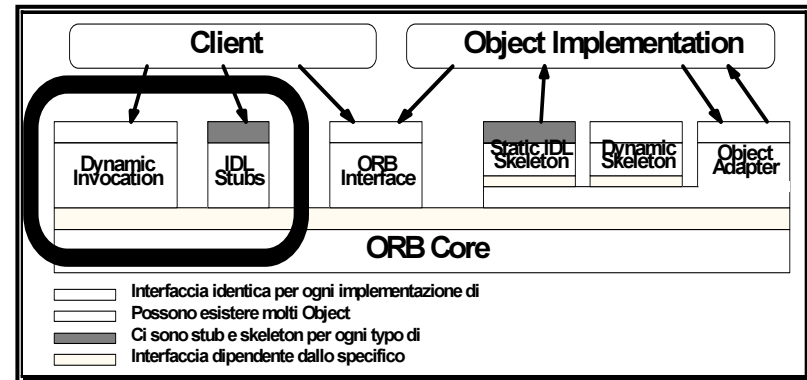 Client
Object Implementation
Dynamic
Invocation
IDL
Stubs
ORB
Interface
Static IDL
Skeleton
Dynamic
Skeleton
Object
Adapter
ORB Core
Interfaccia identica per ogni implementazione di
Possono esistere molti Object
Ci sono stub e skeleton per ogni typo di
Interfaccia dipendente dallo specifico